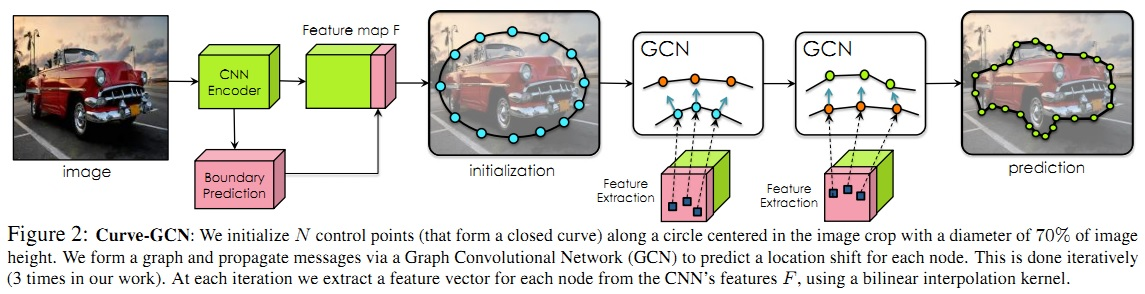 Feature map F
GCN
GCN
CNN
Encoder
Boundary
Prediction
Feature
Extraction
Feature
Extraction
image
initialization
prediction
Figure 2: Curve-GCN: We initialize N control points (that form a closed curve) along a circle centered in the image crop with a diameter of 70% of image
height. We form a graph and propagate messages via a Graph Convolutional Network (GCN) to predict a location shift for each node. This is done iteratively
(3 times in our work). At each iteration we extract a feature vector for each node from the CNN's features F, using a bilinear interpolation kernel.